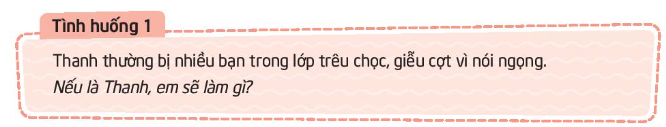 Tình huống 1
Thanh thường bị nhiều bạn trong lớp trêu chọc, giễu cợt vì nói ngọng.
Nếu là Thanh, em sẽ làm gì?